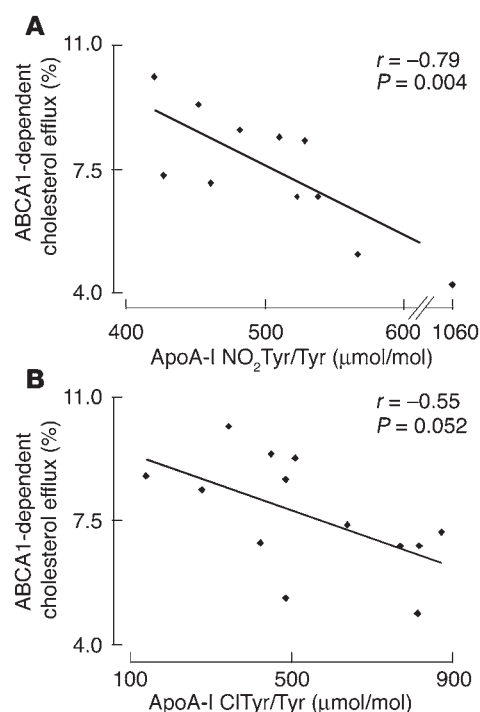 A
11.0
r = –0.79
P = 0.004
ABCA1-dependent
cholesterol efflux (%)
7.5
4.0
400 500 600 1060
ApoA-I NO₂Tyr/Tyr (μmol/mol)
B
11.0
r = –0.55
P = 0.052
ABCA1-dependent
cholesterol efflux (%)
7.5
4.0
100 500 900
ApoA-I ClTyr/Tyr (μmol/mol)